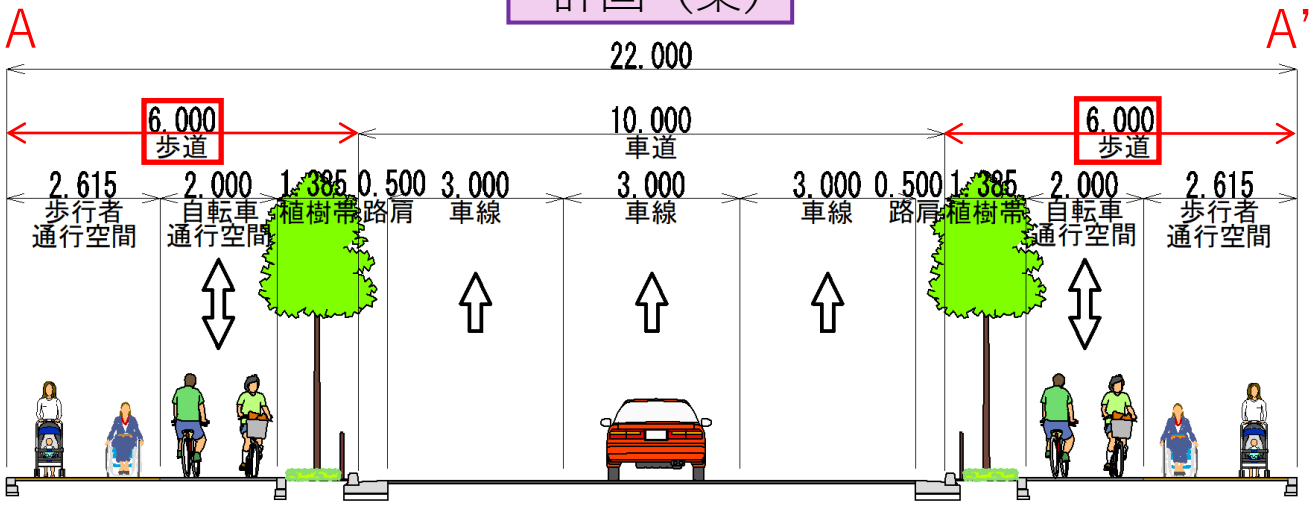 計画（案）
A
A'
22.000
6.000
歩道
10.000
車道
6.000
歩道
2.615
歩行者
通行空間
2.000
自転車
通行空間
1.385
植樹帯
0.500
路肩
3.000
車線
3.000
車線
3.000
車線
0.500
路肩
1.385
植樹帯
2.000
自転車
通行空間
2.615
歩行者
通行空間